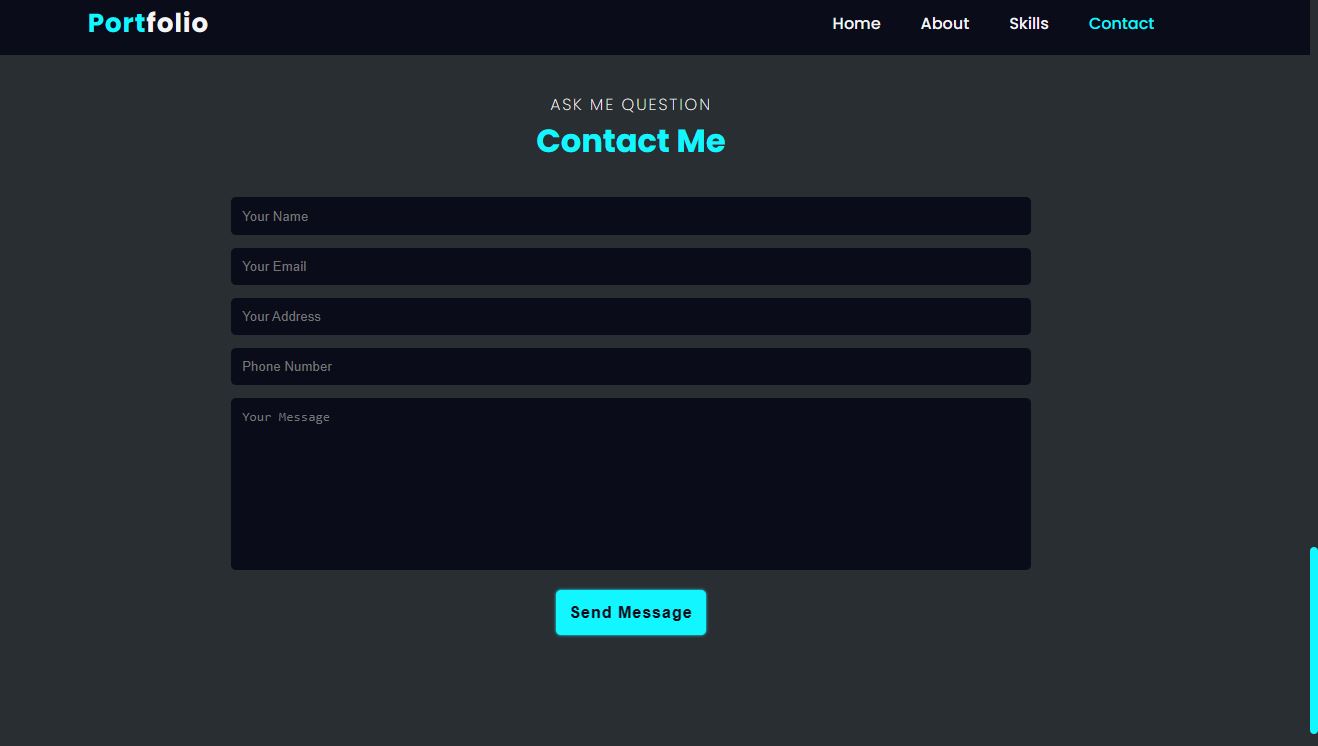 Portfolio
Home About Skills Contact
ASK ME QUESTION
Contact Me
Your Name
Your Email
Your Address
Phone Number
Your Message
Send Message